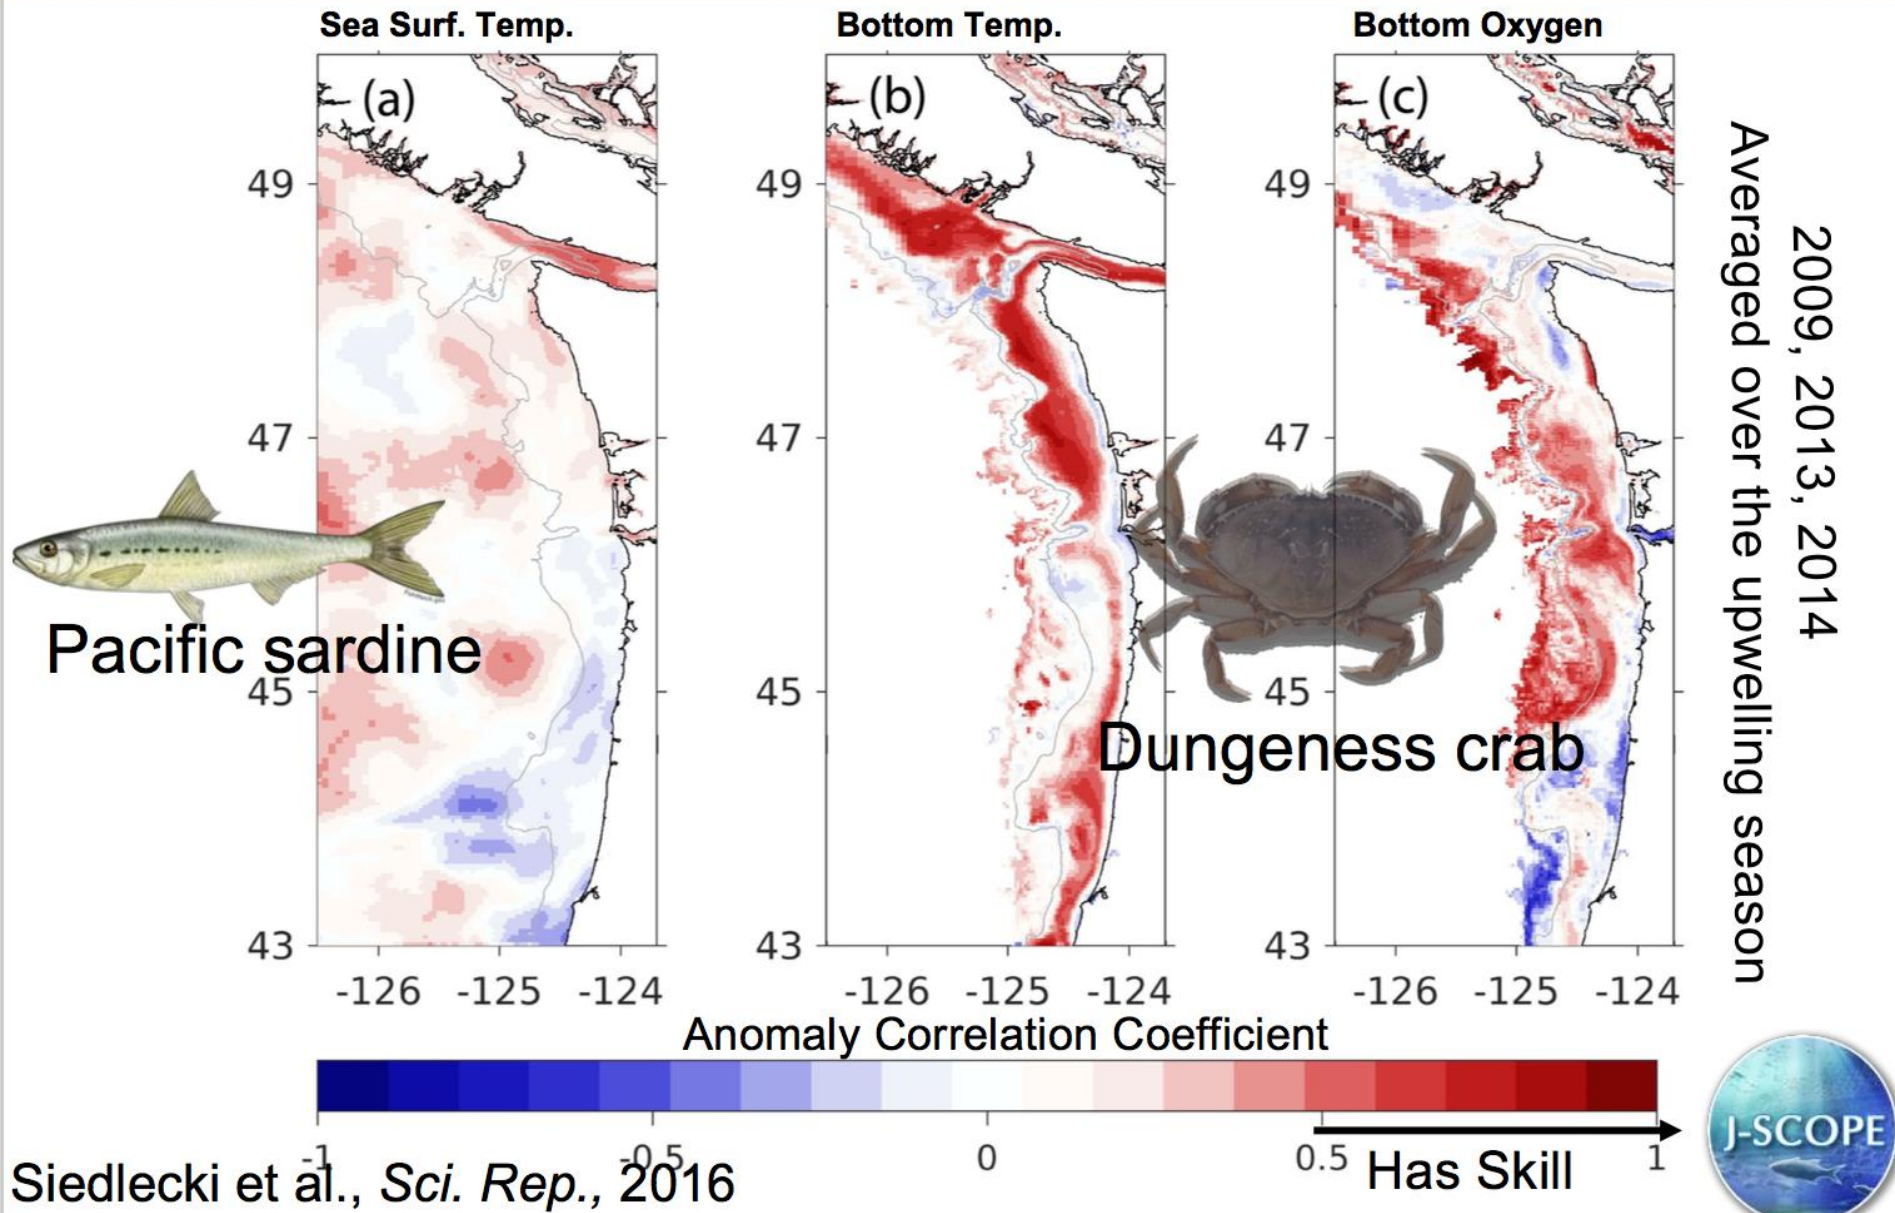 Sea Surf. Temp.
Bottom Temp.
Bottom Oxygen
(a)
(b)
(c)
49
47
45
43
-126 -125 -124
49
47
45
43
-126 -125 -124
49
47
45
43
-126 -125 -124
Pacific sardine
Dungeness crab
2009, 2013, 2014
Averaged over the upwelling season
Anomaly Correlation Coefficient
-1 -0.5 0 0.5 1
Has Skill
Siedlecki et al., Sci. Rep., 2016
J-SCOPE